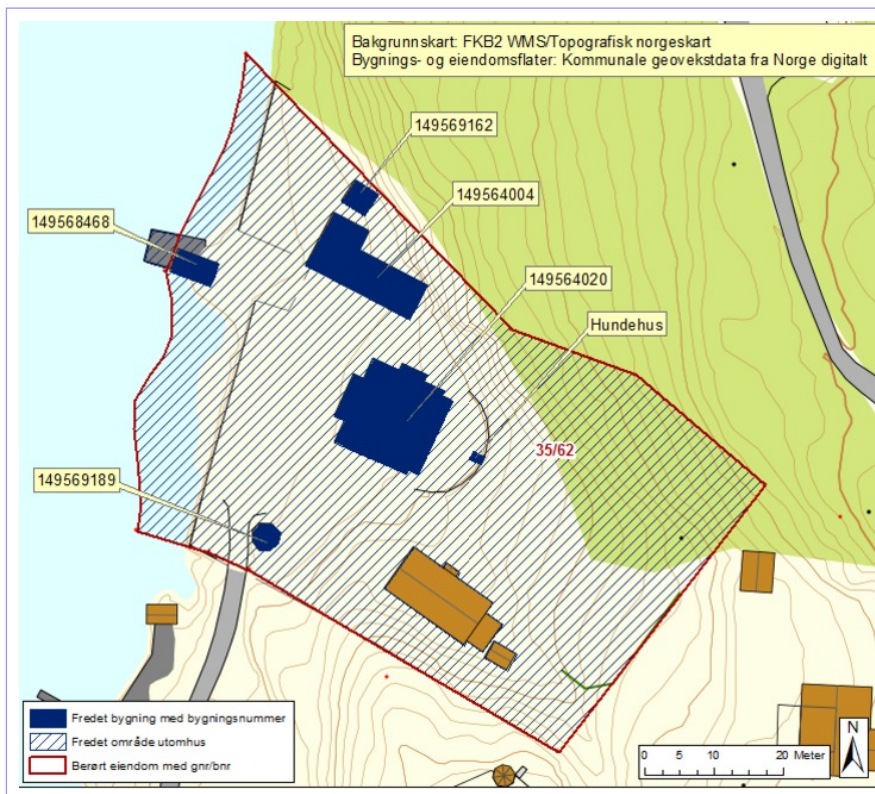 Bakgrunnskart: FKB2 WMS/Topografisk norgeskart
Bygnings- og eiendomsflater: Kommunale geovekstdata fra Norge digitalt
149569162
149564004
149568468
149564020
Hundehus
35/62
149569189
Fredet bygning med bygningsnummer
Fredet område utomhus
Berørt eiendom med gnr/bnr
N
0 5 10 20 Meter